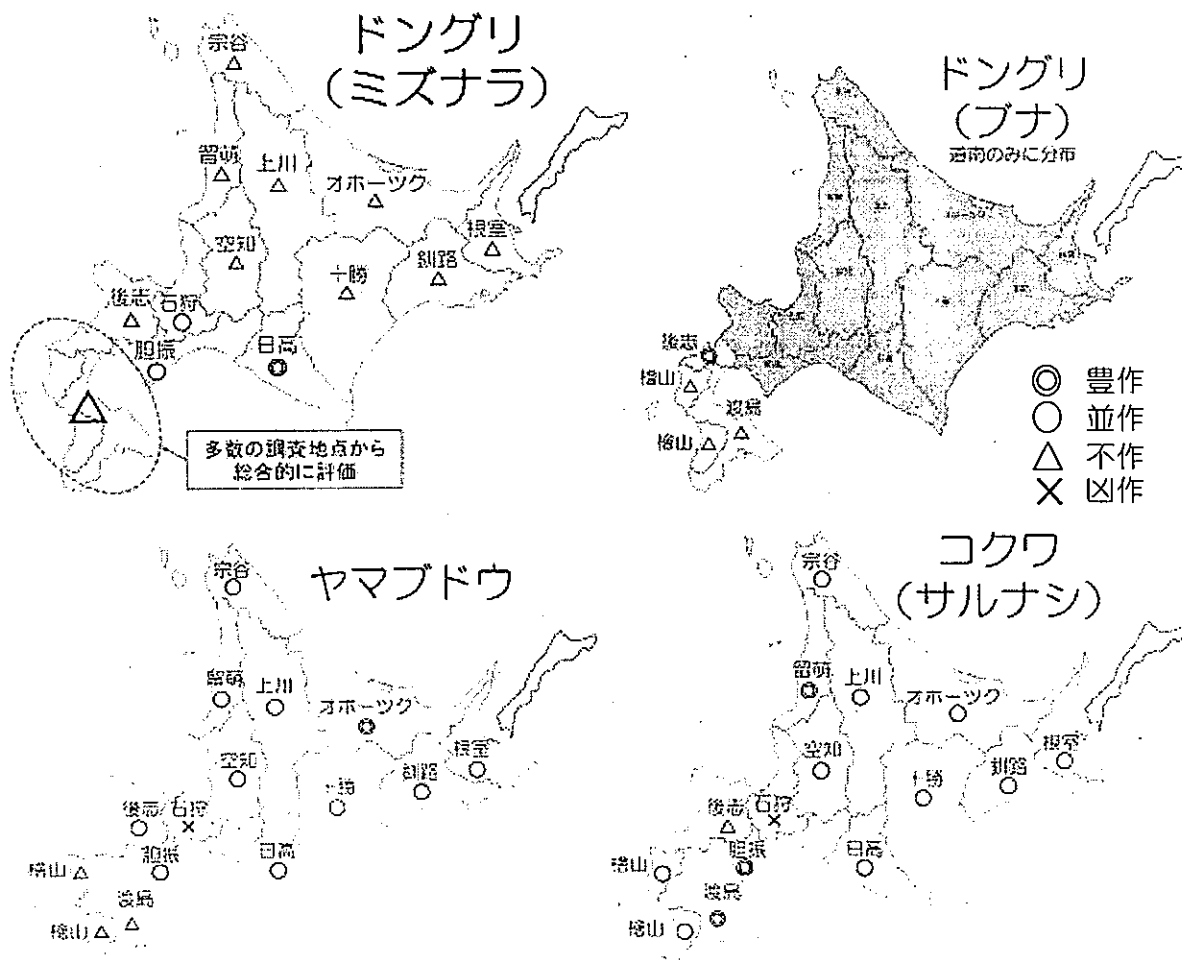 ドングリ
(ミズナラ)
宗谷
△
留萌
△
上川
△
オホーツク
△
空知
△
十勝
△
釧路
△
根室
△
後志
△
石狩
○
胆振
○
日高
◎
△
多数の調査地点から
総合的に評価
ドングリ
(ブナ)
道南のみに分布
後志
◎
檜山
△
渡島
△
檜山
△
◎ 豊作
○ 並作
△ 不作
× 凶作
ヤマブドウ
宗谷
○
留萌
○
上川
○
オホーツク
◎
空知
○
十勝
○
釧路
○
根室
○
後志
○
石狩
×
胆振
○
日高
○
檜山
△
渡島
△
檜山
△
コクワ
(サルナシ)
宗谷
○
留萌
◎
上川
○
オホーツク
○
空知
○
十勝
○
釧路
○
根室
○
後志
△
石狩
×
胆振
◎
日高
○
檜山
○
渡島
◎
檜山
○